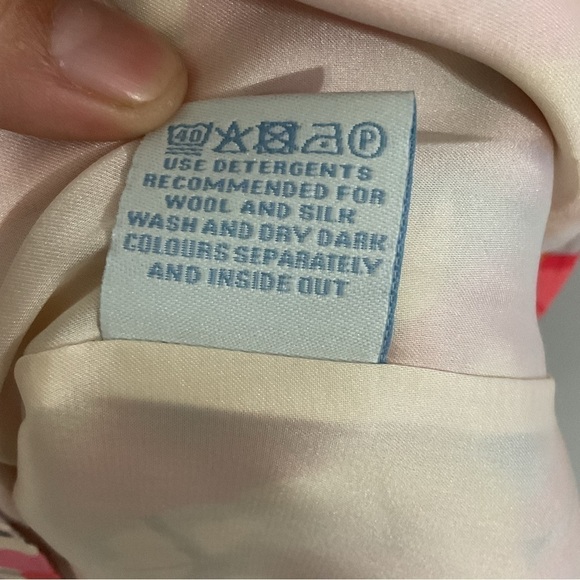 40 P
USE DETERGENTS
RECOMMENDED FOR
WOOL AND SILK
WASH AND DRY DARK
COLOURS SEPARATELY
AND INSIDE OUT